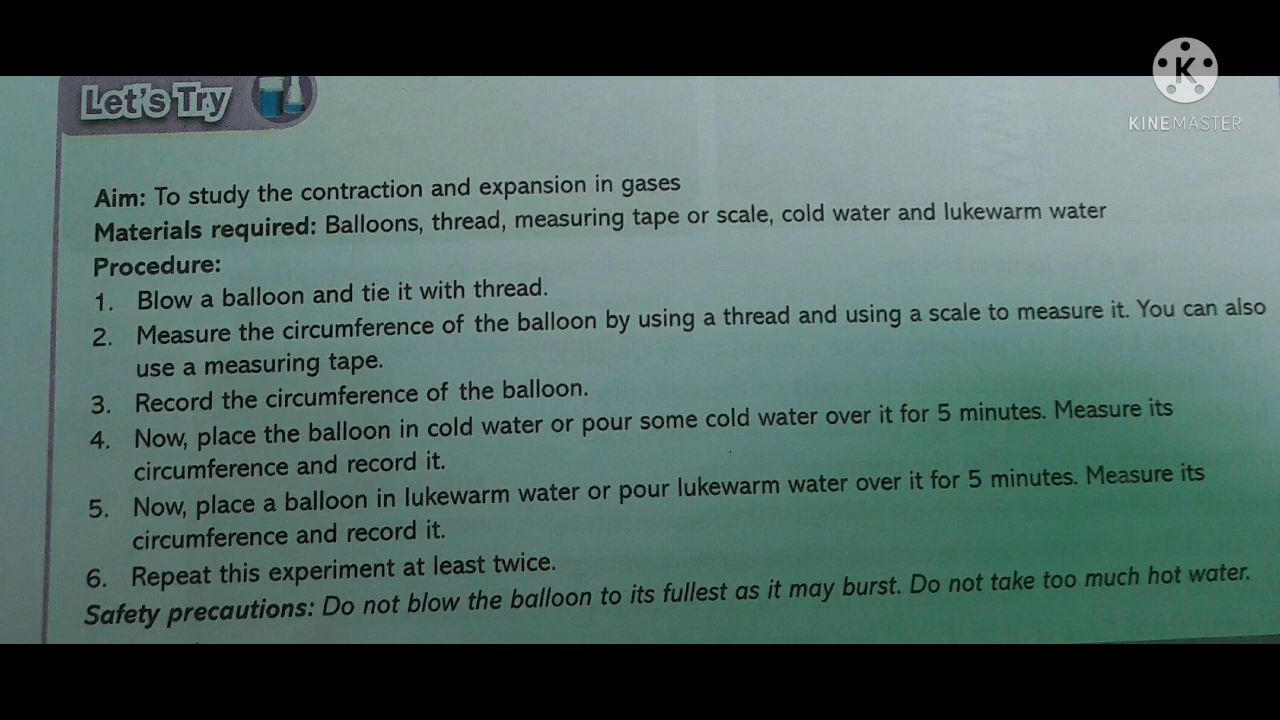 K
KINEMASTER
Let's Try
Aim: To study the contraction and expansion in gases
Materials required: Balloons, thread, measuring tape or scale, cold water and lukewarm water
Procedure:
1. Blow a balloon and tie it with thread.
2. Measure the circumference of the balloon by using a thread and using a scale to measure it. You can also
use a measuring tape.
3. Record the circumference of the balloon.
4. Now, place the balloon in cold water or pour some cold water over it for 5 minutes. Measure its
circumference and record it.
5. Now, place a balloon in lukewarm water or pour lukewarm water over it for 5 minutes. Measure its
circumference and record it.
6. Repeat this experiment at least twice.
Safety precautions: Do not blow the balloon to its fullest as it may burst. Do not take too much hot water.